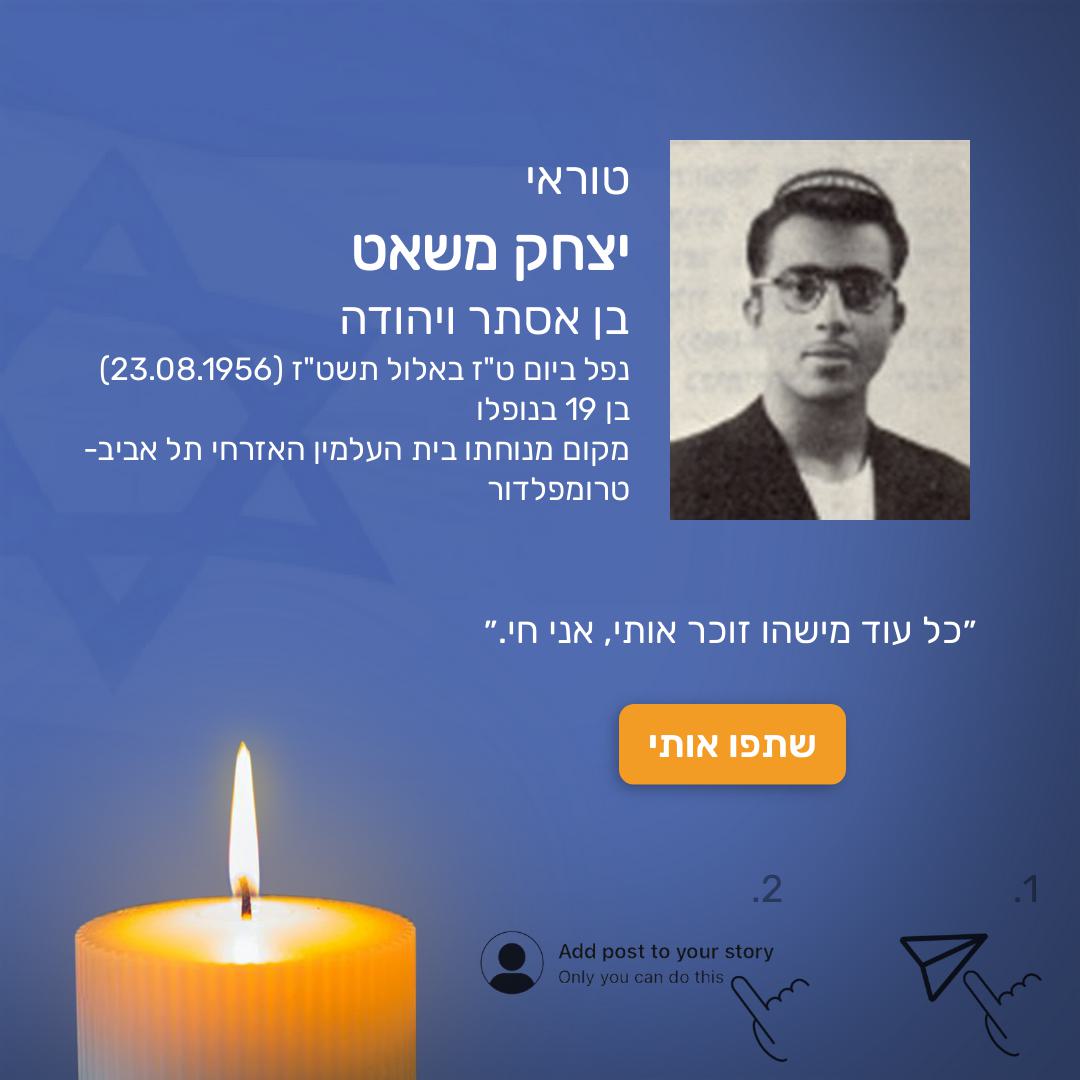 טוראי
יצחק משאט
בן אסתר ויהודה
נפל ביום ט"ז באלול תשט"ז (23.08.1956)
בן 19 בנופלו
מקום מנוחתו בית העלמין האזרחי תל אביב-
טרומפלדור
״כל עוד מישהו זוכר אותי, אני חי.״
שתפו אותי
1.
2.
Add post to your story
Only you can do this